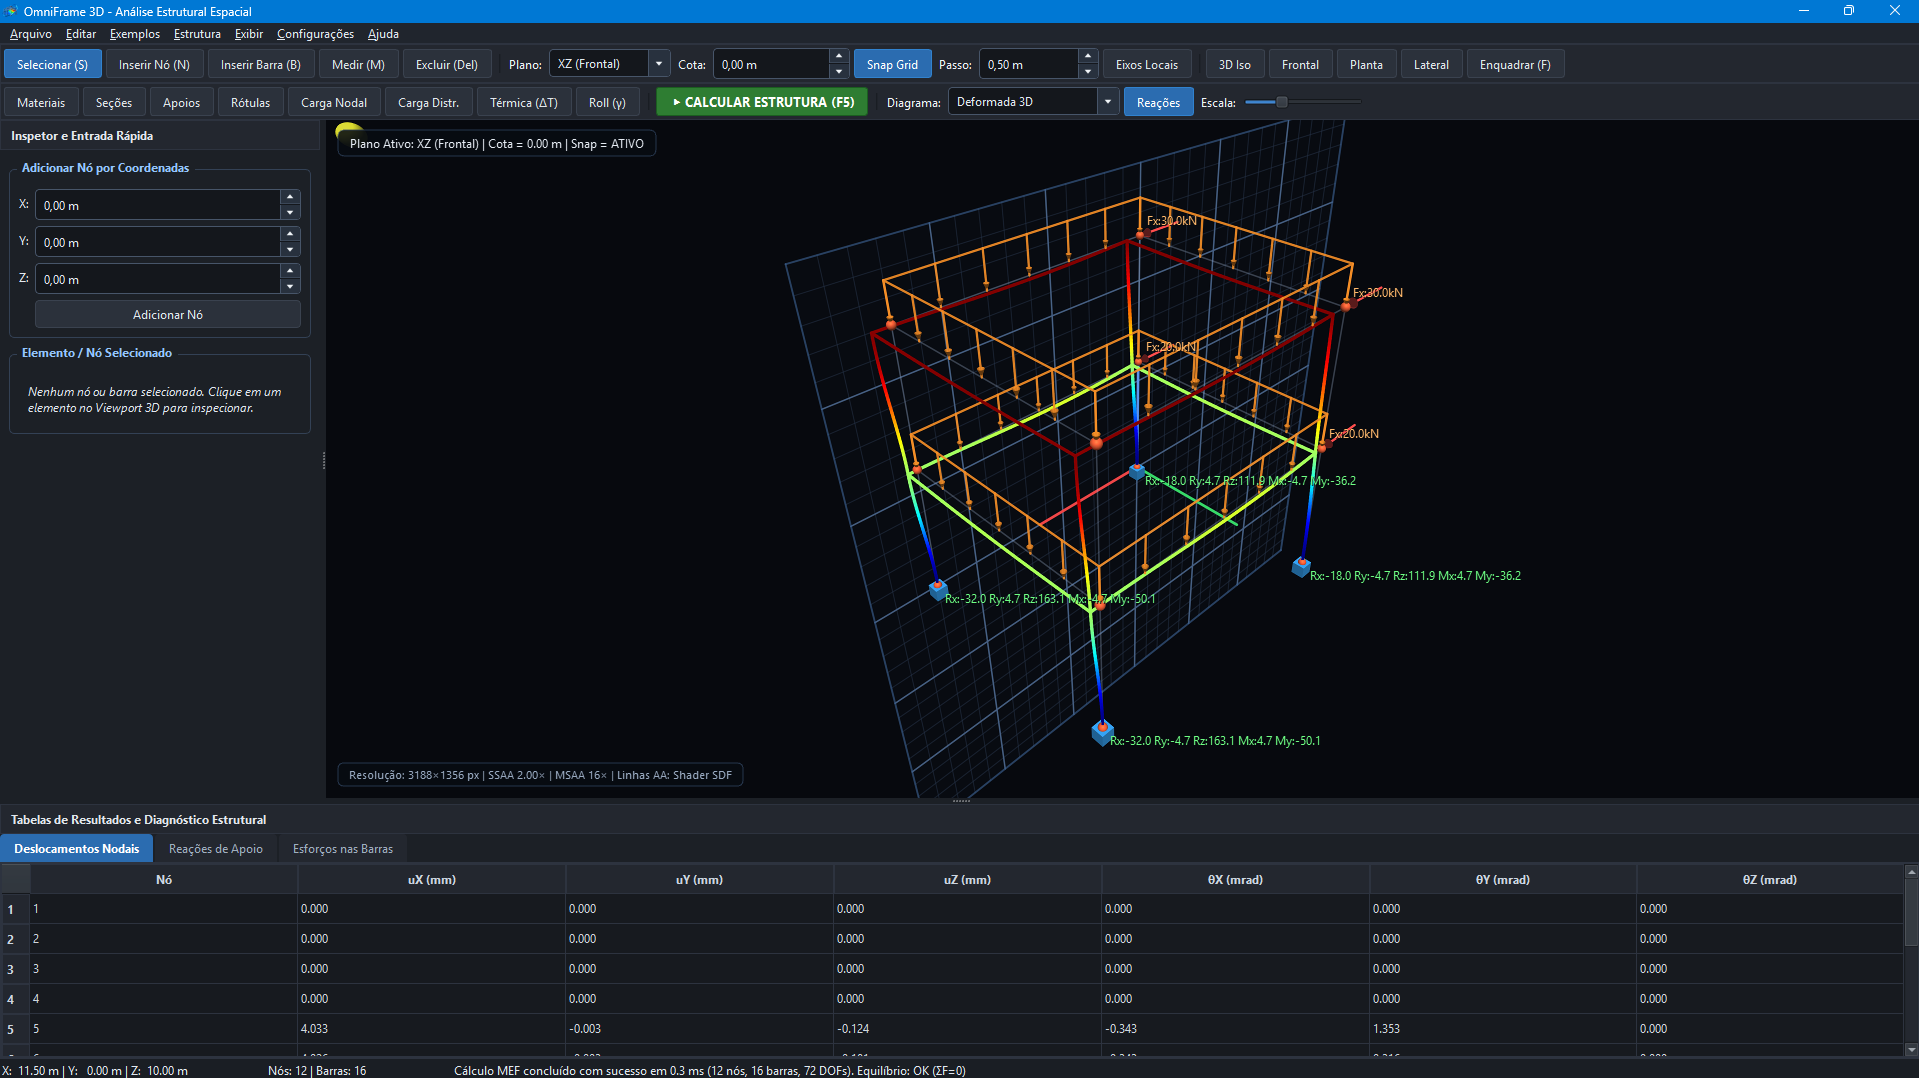 OmniFrame 3D - Análise Estrutural Espacial
Arquivo Editar Exemplos Estrutura Exibir Configurações Ajuda
Selecionar (S) Inserir Nó (N) Inserir Barra (B) Medir (M) Excluir (Del) Plano: XZ (Frontal) Cota: 0,00 m Snap Grid Passo: 0,50 m Eixos Locais 3D Iso Frontal Planta Lateral Enquadrar (F)
Materiais Seções Apoios Rótulas Carga Nodal Carga Distr. Térmica (ΔT) Roll (γ) CALCULAR ESTRUTURA (F5) Diagrama: Deformada 3D Reações Escala:
Inspetor e Entrada Rápida
Adicionar Nó por Coordenadas
X: 0,00 m
Y: 0,00 m
Z: 0,00 m
Adicionar Nó
Elemento / Nó Selecionado
Nenhum nó ou barra selecionado. Clique em um
elemento no Viewport 3D para inspecionar.
Plano Ativo: XZ (Frontal) | Cota = 0.00 m | Snap = ATIVO
Fx:30.0kN
Fx:30.0kN
Fx:20.0kN
Fx:20.0kN
Rx:-18.0 Ry:4.7 Rz:111.9 Mx:-4.7 My:-36.2
Rx:-18.0 Ry:-4.7 Rz:111.9 Mx:4.7 My:-36.2
Rx:-32.0 Ry:4.7 Rz:163.1 Mx:-4.7 My:-50.1
Rx:-32.0 Ry:-4.7 Rz:163.1 Mx:4.7 My:-50.1
Resolução: 3188×1356 px | SSAA 2.00× | MSAA 16× | Linhas AA: Shader SDF
Tabelas de Resultados e Diagnóstico Estrutural
Deslocamentos Nodais Reações de Apoio Esforços nas Barras
Nó uX (mm) uY (mm) uZ (mm) θX (mrad) θY (mrad) θZ (mrad)
1 1 0.000 0.000 0.000 0.000 0.000 0.000
2 2 0.000 0.000 0.000 0.000 0.000 0.000
3 3 0.000 0.000 0.000 0.000 0.000 0.000
4 4 0.000 0.000 0.000 0.000 0.000 0.000
5 5 4.033 -0.003 -0.124 -0.343 1.353 0.000
X: 11.50 m | Y: 0.00 m | Z: 10.00 m Nós: 12 | Barras: 16 Cálculo MEF concluído com sucesso em 0.3 ms (12 nós, 16 barras, 72 DOFs). Equilíbrio: OK (ΣF=0)